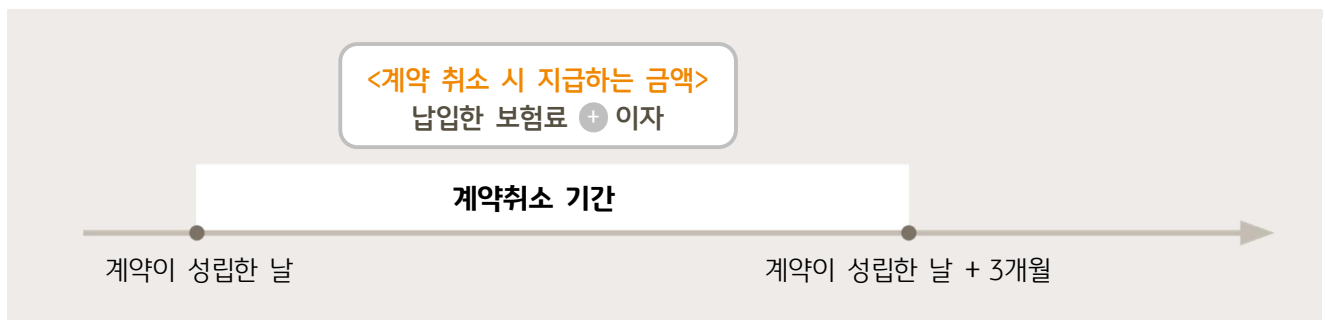 <계약 취소 시 지급하는 금액>
납입한 보험료 + 이자
계약취소 기간
계약이 성립한 날
계약이 성립한 날 + 3개월